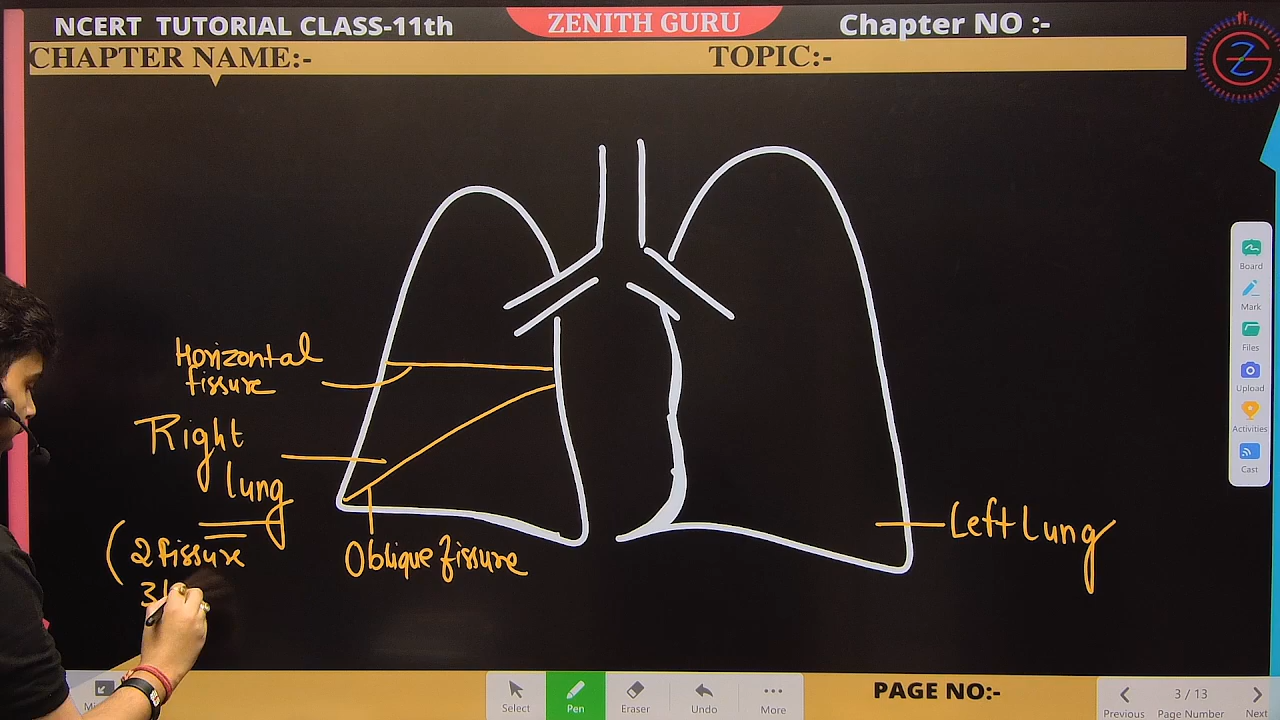 NCERT TUTORIAL CLASS-11th
ZENITH GURU
Chapter NO :-
CHAPTER NAME:-
TOPIC:-
Horizontal
fissure
Right
lung
(2 fissure
3
Oblique fissure
Left lung
Board
Mark
Files
Upload
Activities
Cast
Select
Pen
Eraser
Undo
More
PAGE NO:-
3 / 13
Previous
Page Number
Next